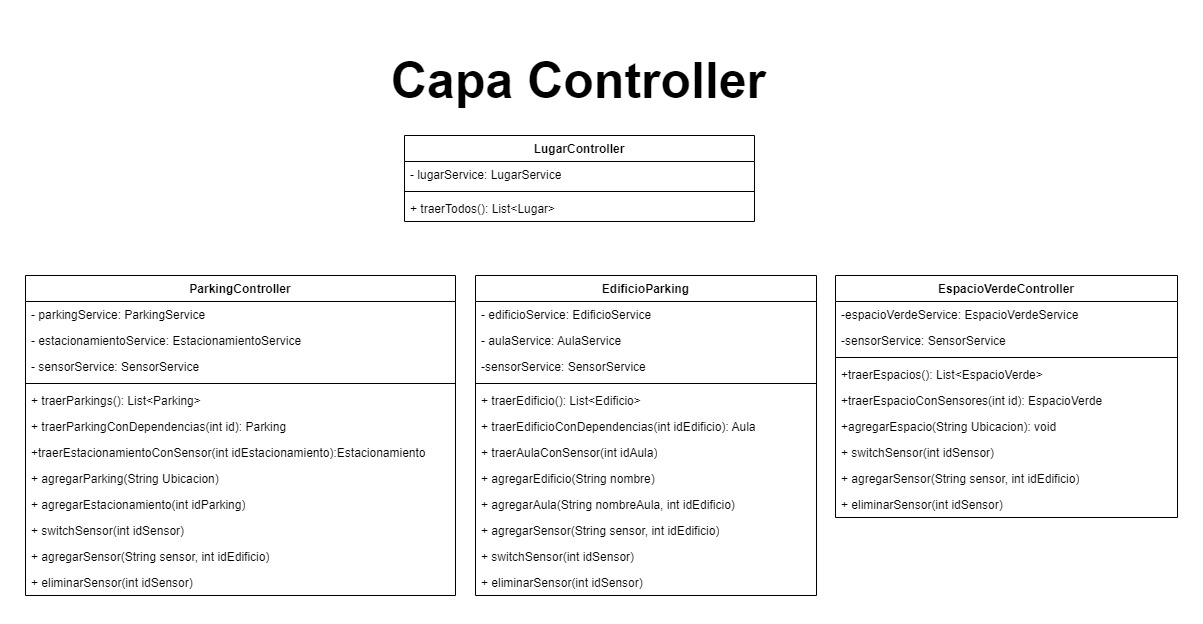 Capa Controller
LugarController
- lugarService: LugarService
+ traerTodos(): List<Lugar>
ParkingController
- parkingService: ParkingService
- estacionamientoService: EstacionamientoService
- sensorService: SensorService
+ traerParkings(): List<Parking>
+ traerParkingConDependencias(int id): Parking
+traerEstacionamientoConSensor(int idEstacionamiento):Estacionamiento
+ agregarParking(String Ubicacion)
+ agregarEstacionamiento(int idParking)
+ switchSensor(int idSensor)
+ agregarSensor(String sensor, int idEdificio)
+ eliminarSensor(int idSensor)
EdificioParking
- edificioService: EdificioService
- aulaService: AulaService
-sensorService: SensorService
+ traerEdificio(): List<Edificio>
+ traerEdificioConDependencias(int idEdificio): Aula
+ traerAulaConSensor(int idAula)
+ agregarEdificio(String nombre)
+ agregarAula(String nombreAula, int idEdificio)
+ agregarSensor(String sensor, int idEdificio)
+ switchSensor(int idSensor)
+ eliminarSensor(int idSensor)
EspacioVerdeController
-espacioVerdeService: EspacioVerdeService
-sensorService: SensorService
+traerEspacios(): List<EspacioVerde>
+traerEspacioConSensores(int id): EspacioVerde
+agregarEspacio(String Ubicacion): void
+ switchSensor(int idSensor)
+ agregarSensor(String sensor, int idEdificio)
+ eliminarSensor(int idSensor)